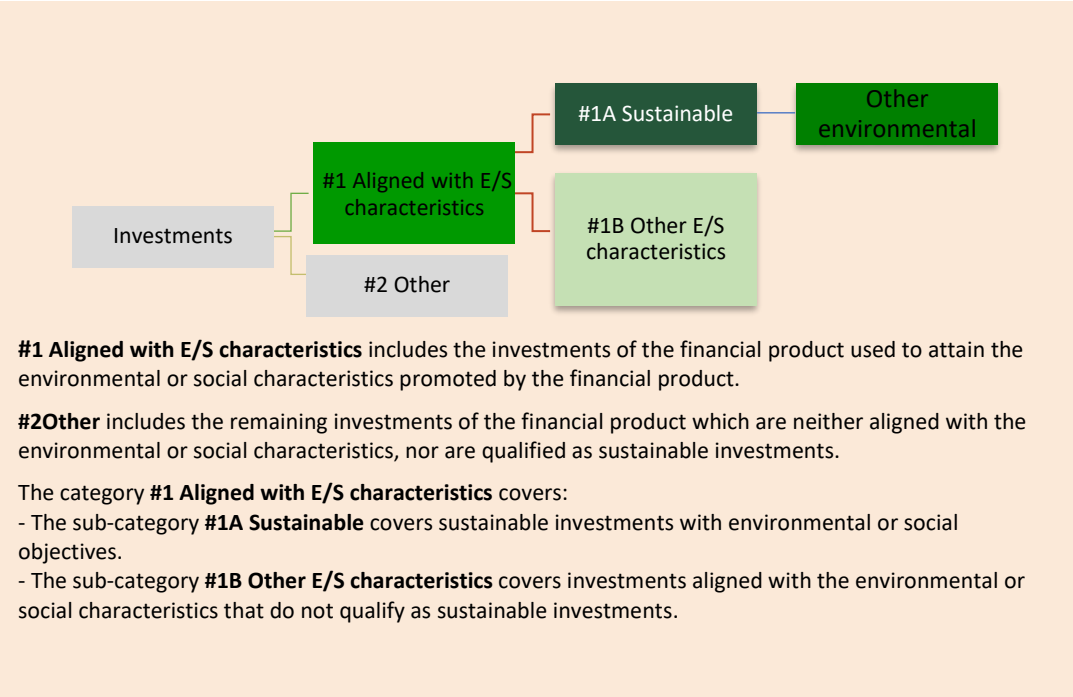 #1A Sustainable
Other
environmental
#1 Aligned with E/S
characteristics
Investments
#1B Other E/S
characteristics
#2 Other
#1 Aligned with E/S characteristics includes the investments of the financial product used to attain the
environmental or social characteristics promoted by the financial product.
#2Other includes the remaining investments of the financial product which are neither aligned with the
environmental or social characteristics, nor are qualified as sustainable investments.
The category #1 Aligned with E/S characteristics covers:
- The sub-category #1A Sustainable covers sustainable investments with environmental or social
objectives.
- The sub-category #1B Other E/S characteristics covers investments aligned with the environmental or
social characteristics that do not qualify as sustainable investments.